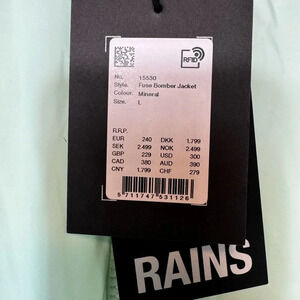 RFID
No. 15530
Style. Fuse Bomber Jacket
Colour. Mineral
Size. L
R.R.P.
EUR 240 DKK 1.799
SEK 2.499 NOK 2.499
GBP 229 USD 300
CAD 380 AUD 390
CNY 1.799 CHF 279
5 711747 531126
RAINS